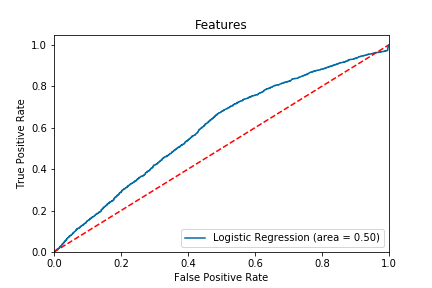 Features
True Positive Rate
1.0
0.8
0.6
0.4
0.2
0.0
Logistic Regression (area = 0.50)
0.0 0.2 0.4 0.6 0.8 1.0
False Positive Rate